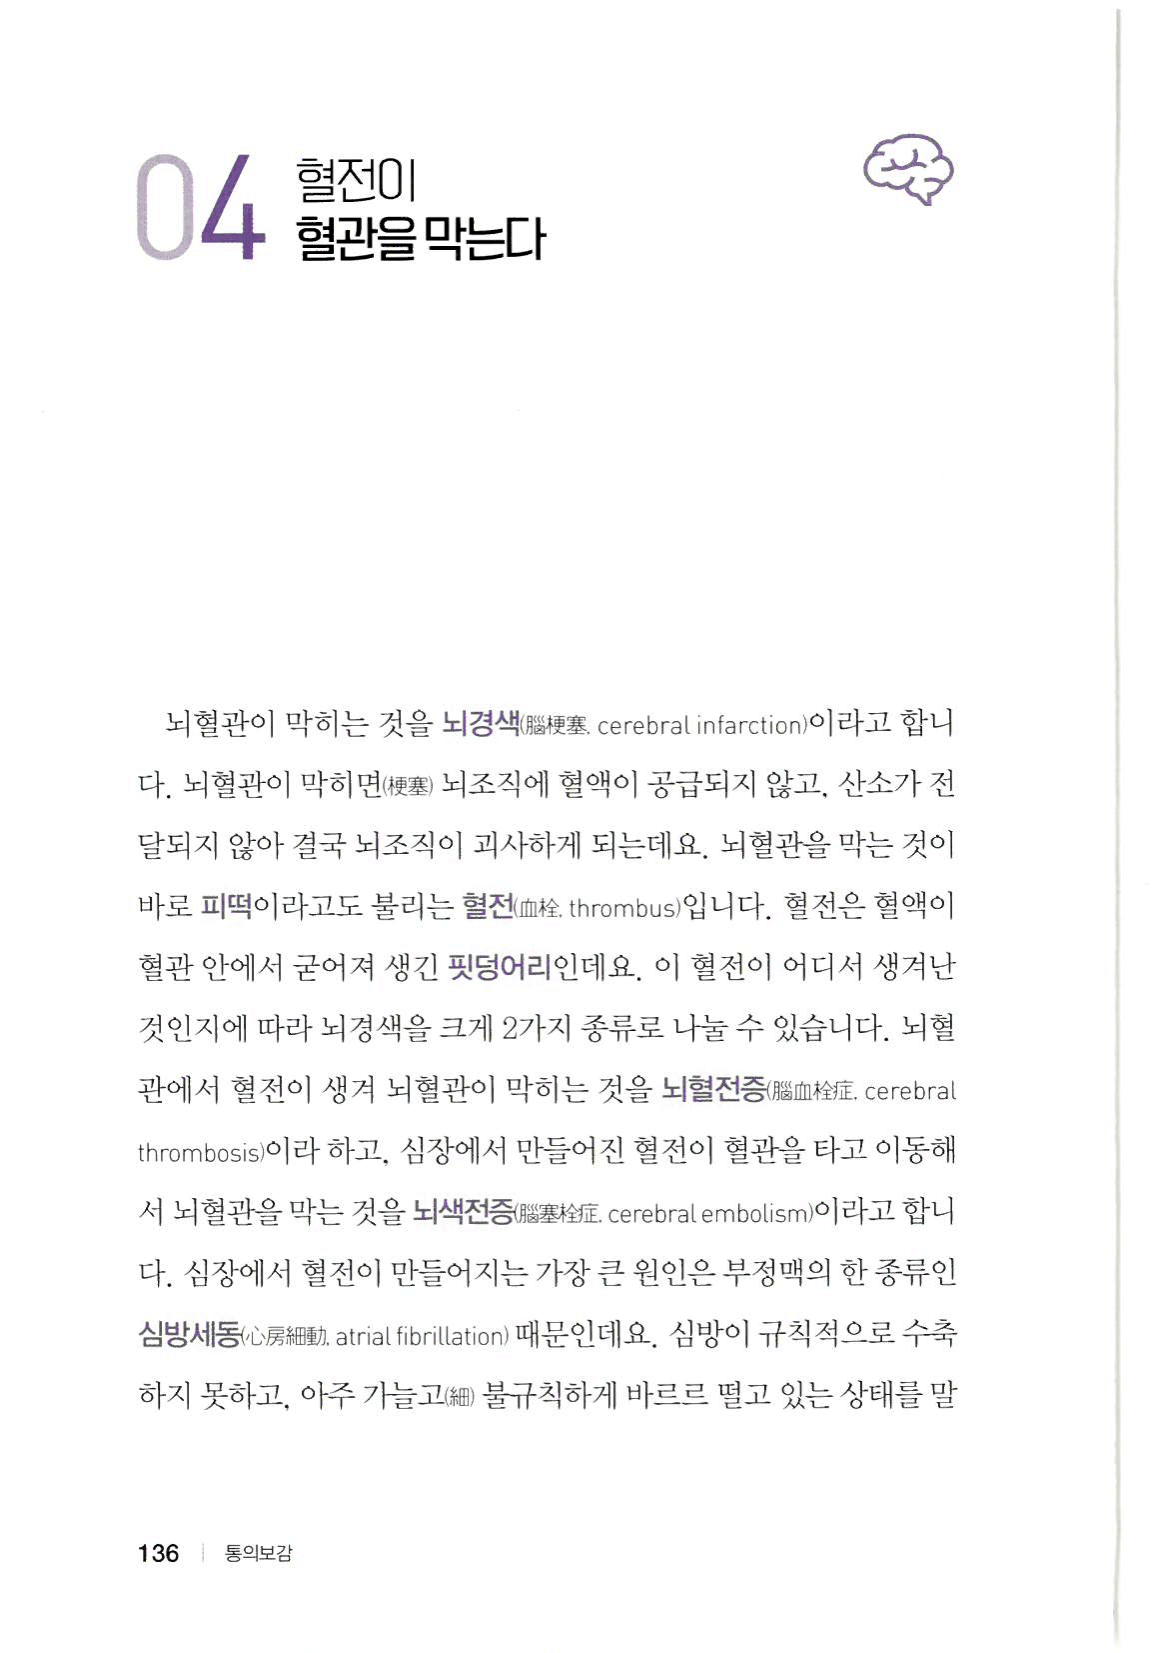 04
혈전이
혈관을 막는다
뇌혈관이 막히는 것을 뇌경색(腦梗塞, cerebral infarction)이라고 합니
다. 뇌혈관이 막히면(梗塞) 뇌조직에 혈액이 공급되지 않고, 산소가 전
달되지 않아 결국 뇌조직이 괴사하게 되는데요. 뇌혈관을 막는 것이
바로 피떡이라고도 불리는 혈전(血栓, thrombus)입니다. 혈전은 혈액이
혈관 안에서 굳어져 생긴 핏덩어리인데요. 이 혈전이 어디서 생겨난
것인지에 따라 뇌경색을 크게 2가지 종류로 나눌 수 있습니다. 뇌혈
관에서 혈전이 생겨 뇌혈관이 막히는 것을 뇌혈전증(腦血栓症, cerebral
thrombosis)이라 하고, 심장에서 만들어진 혈전이 혈관을 타고 이동해
서 뇌혈관을 막는 것을 뇌색전증(腦塞栓症, cerebral embolism)이라고 합니
다. 심장에서 혈전이 만들어지는 가장 큰 원인은 부정맥의 한 종류인
심방세동(心房細動, atrial fibrillation) 때문인데요. 심방이 규칙적으로 수축
하지 못하고, 아주 가늘고(細) 불규칙하게 바르르 떨고 있는 상태를 말
136 | 통의보감